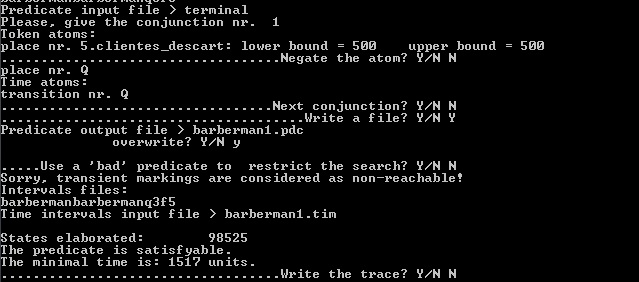 Predicate input file > terminal
Please, give the conjunction nr.  1
Token atoms:
place nr. 5.clientes_descart: lower bound = 500    upper bound = 500
...................................Negate the atom? Y/N N
place nr. Q
Time atoms:
transition nr. Q
..................................Next conjunction? Y/N N
......................................Write a file? Y/N Y
Predicate output file > barberman1.pdc
              overwrite? Y/N y
.....Use a 'bad' predicate to  restrict the search? Y/N N
Sorry, transient markings are considered as non-reachable!
Intervals files:
barbermanbarbermanq3f5
Time intervals input file > barberman1.tim
States elaborated:        98525
The predicate is satisfyable.
The minimal time is: 1517 units.
...................................Write the trace? Y/N N